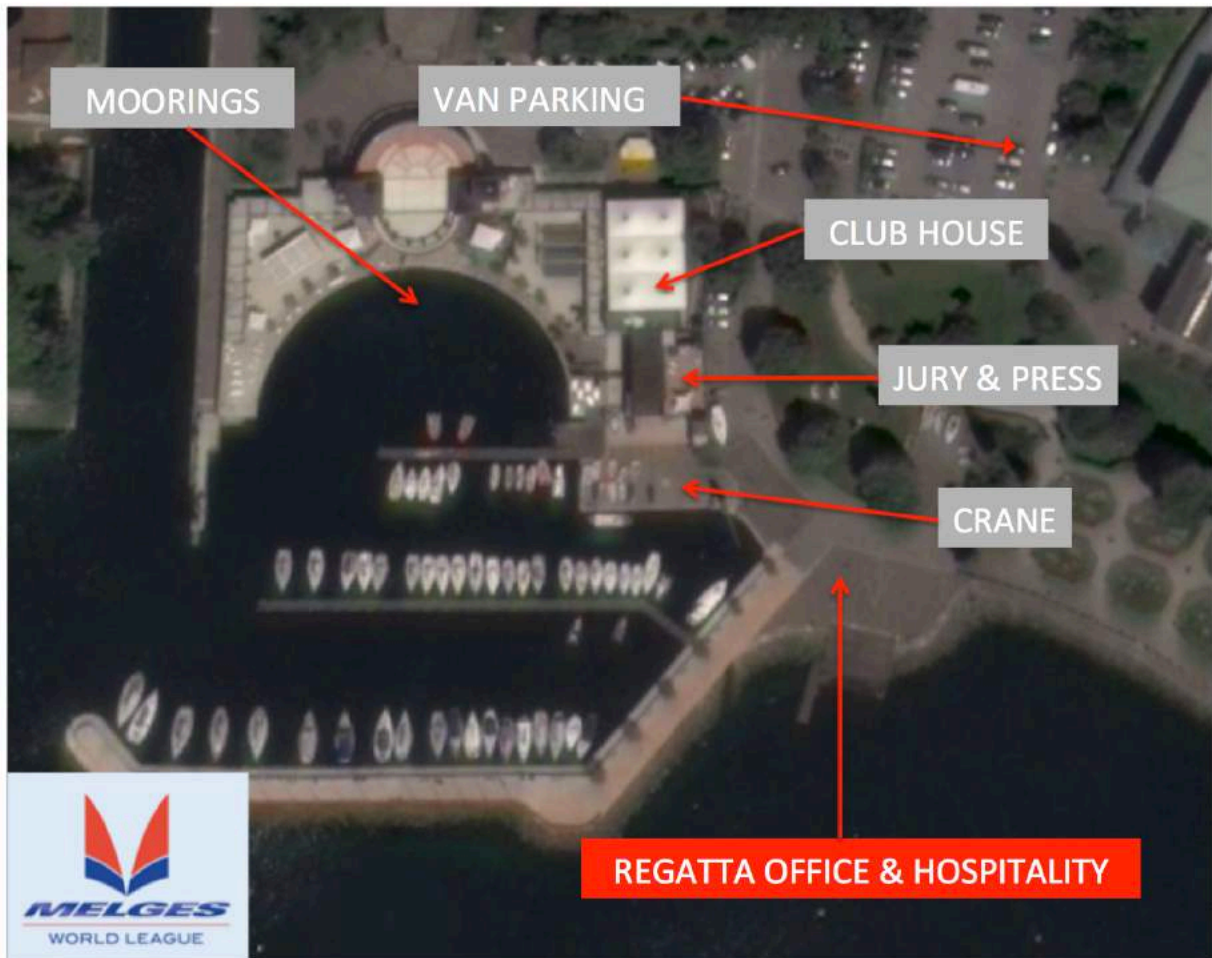 MOORINGS
VAN PARKING
CLUB HOUSE
JURY & PRESS
CRANE
REGATTA OFFICE & HOSPITALITY
MELGES
WORLD LEAGUE